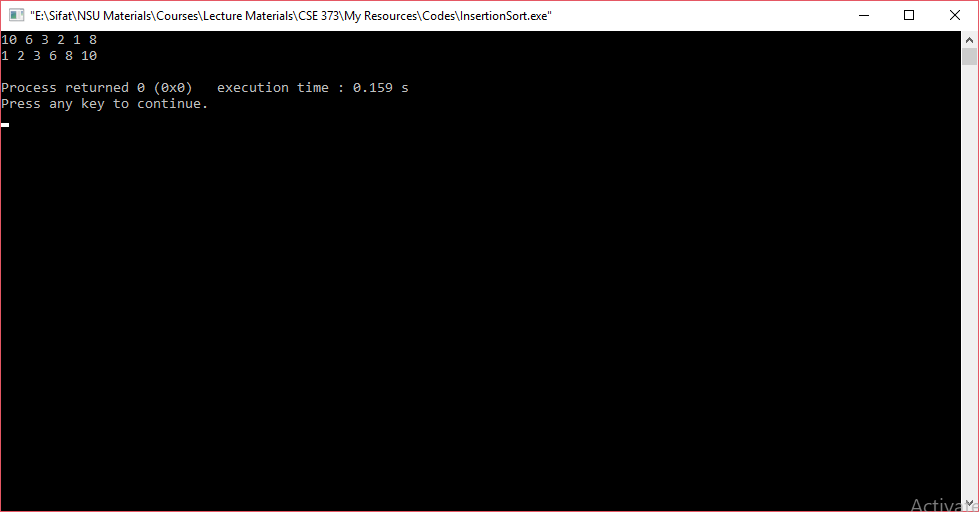 "E:\Sifat\NSU Materials\Courses\Lecture Materials\CSE 373\My Resources\Codes\InsertionSort.exe"
10 6 3 2 1 8
1 2 3 6 8 10
Process returned 0 (0x0)   execution time : 0.159 s
Press any key to continue.